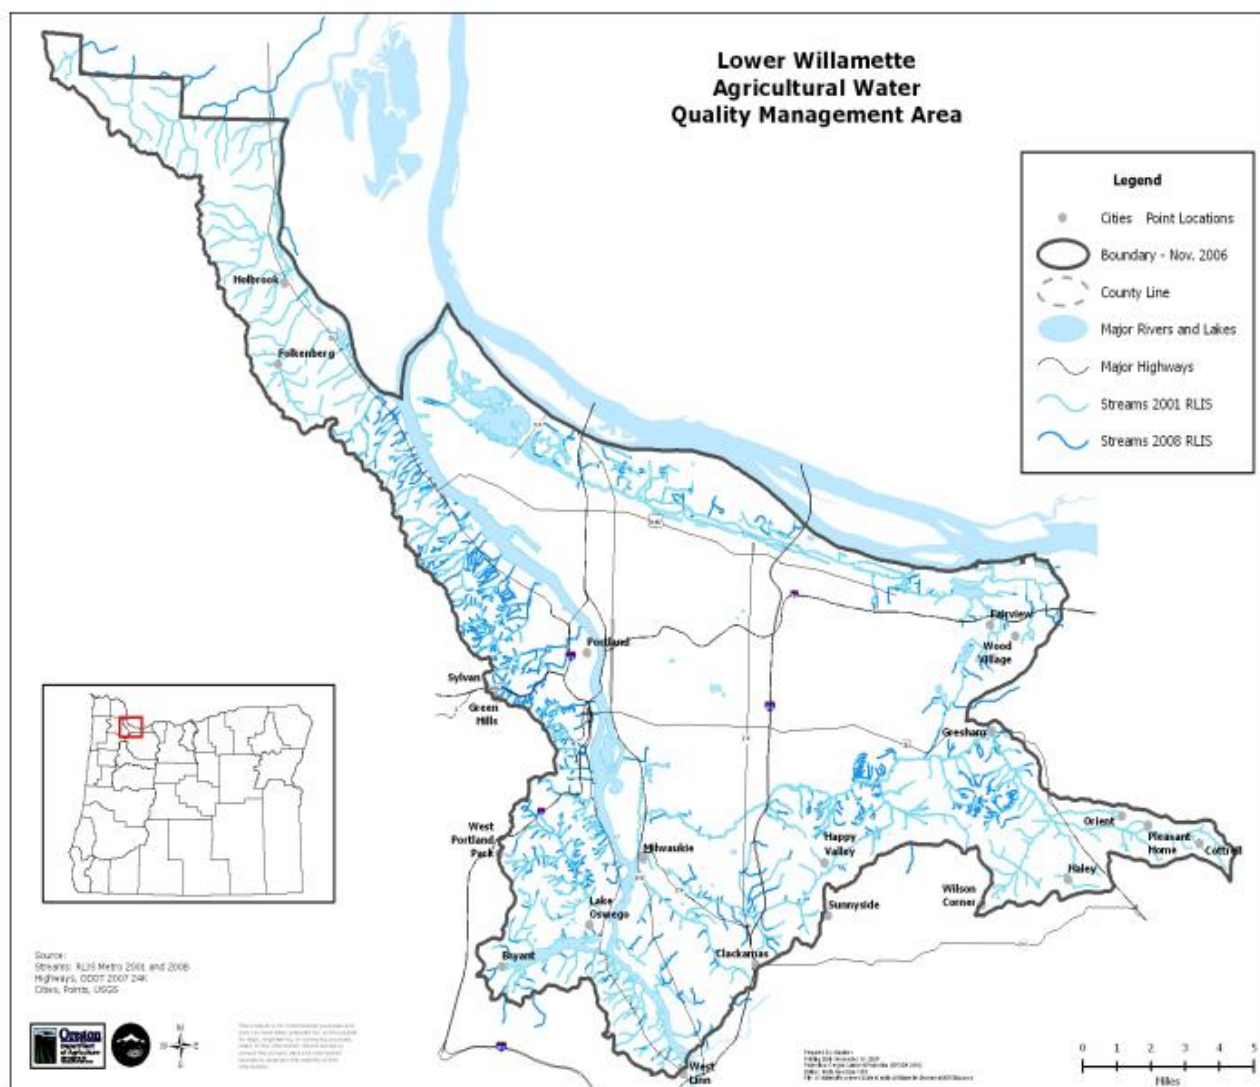 Lower Willamette
Agricultural Water
Quality Management Area
Legend
Cities Point Locations
Boundary - Nov. 2006
County Line
Major Rivers and Lakes
Major Highways
Streams 2001 RLIS
Streams 2008 RLIS
Holbrook
Folkenberg
Portland
Fairview
Wood
Village
Sylvan
Green
Hills
Gresham
West
Portland
Park
Milwaukie
Happy
Valley
Orient
Pleasant
Home
Cottrell
Haley
Lake
Oswego
Wilson
Corner
Sunnyside
Clackamas
Bryant
West
Linn
Source:
Streams: RLIS Metro 2001 and 2008
Highways, ODOT 2007 24K
Cities, Points, USGS
Oregon
Department
of Agriculture
N
W E
S
0 1 2 3 4 5
Miles